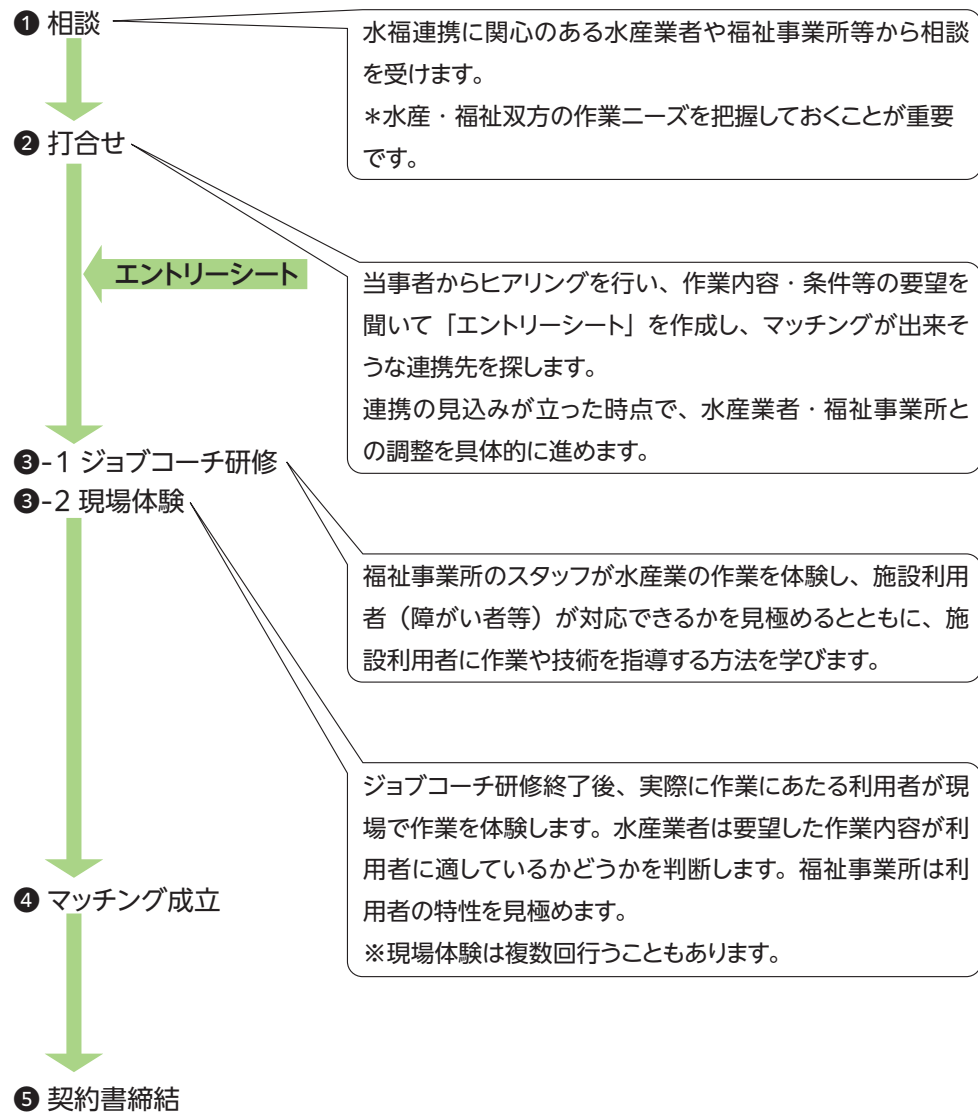 ❶ 相談
水福連携に関心のある水産業者や福祉事業所等から相談
を受けます。
＊水産・福祉双方の作業ニーズを把握しておくことが重要
です。
❷ 打合せ
エントリーシート
当事者からヒアリングを行い、作業内容・条件等の要望を
聞いて「エントリーシート」を作成し、マッチングが出来そ
うな連携先を探します。
連携の見込みが立った時点で、水産業者・福祉事業所と
の調整を具体的に進めます。
❸-1 ジョブコーチ研修
❸-2 現場体験
福祉事業所のスタッフが水産業の作業を体験し、施設利用
者（障がい者等）が対応できるかを見極めるとともに、施
設利用者に作業や技術を指導する方法を学びます。
ジョブコーチ研修終了後、実際に作業にあたる利用者が現
場で作業を体験します。水産業者は要望した作業内容が利
用者に適しているかどうかを判断します。福祉事業所は利
用者の特性を見極めます。
※現場体験は複数回行うこともあります。
❹ マッチング成立
❺ 契約書締結